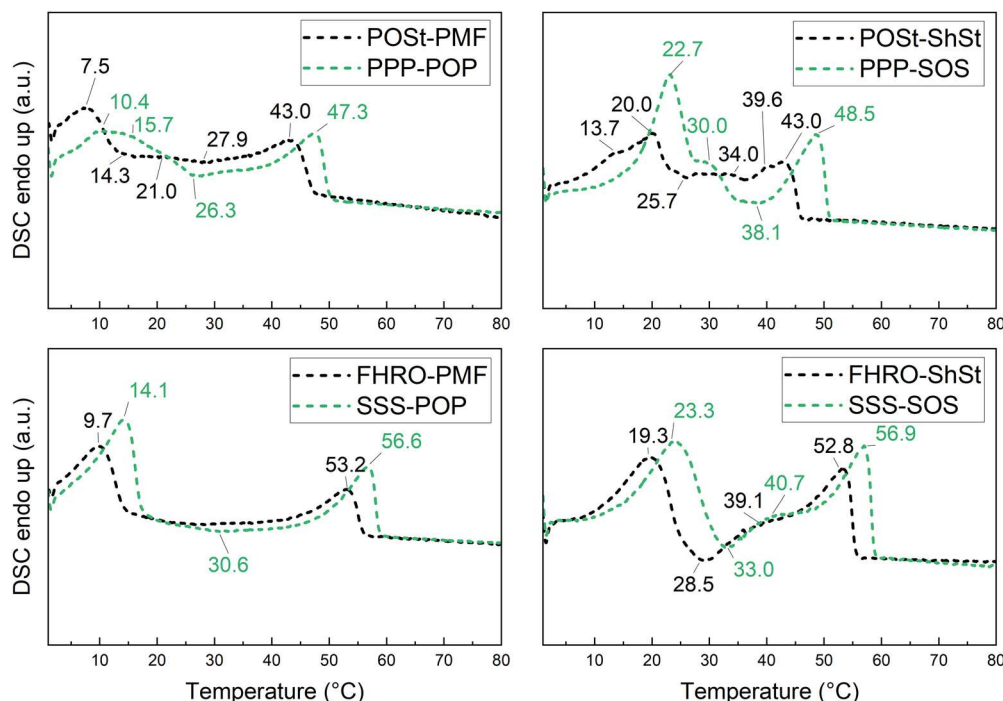 DSC endo up (a.u.)
POSt-PMF
PPP-POP
7.5
10.4
15.7
14.3
21.0
27.9
26.3
43.0
47.3
10 20 30 40 50 60 70 80
POSt-ShSt
PPP-SOS
22.7
20.0
13.7
30.0
25.7
34.0
39.6
43.0
48.5
38.1
10 20 30 40 50 60 70 80
DSC endo up (a.u.)
FHRO-PMF
SSS-POP
14.1
9.7
56.6
53.2
30.6
10 20 30 40 50 60 70 80
Temperature (°C)
FHRO-ShSt
SSS-SOS
23.3
19.3
56.9
52.8
40.7
39.1
33.0
28.5
10 20 30 40 50 60 70 80
Temperature (°C)